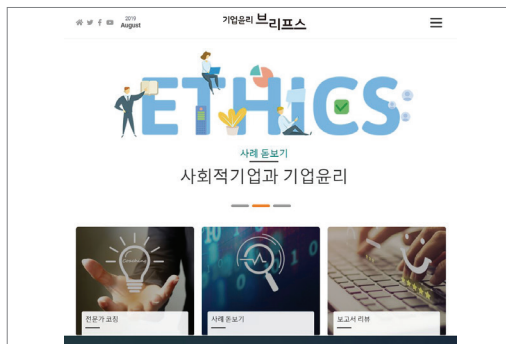 2019
August
기업윤리 브리프스
ETHICS
사례 돋보기
사회적기업과 기업윤리
Coaching
전문가 코칭
사례 돋보기
보고서 리뷰